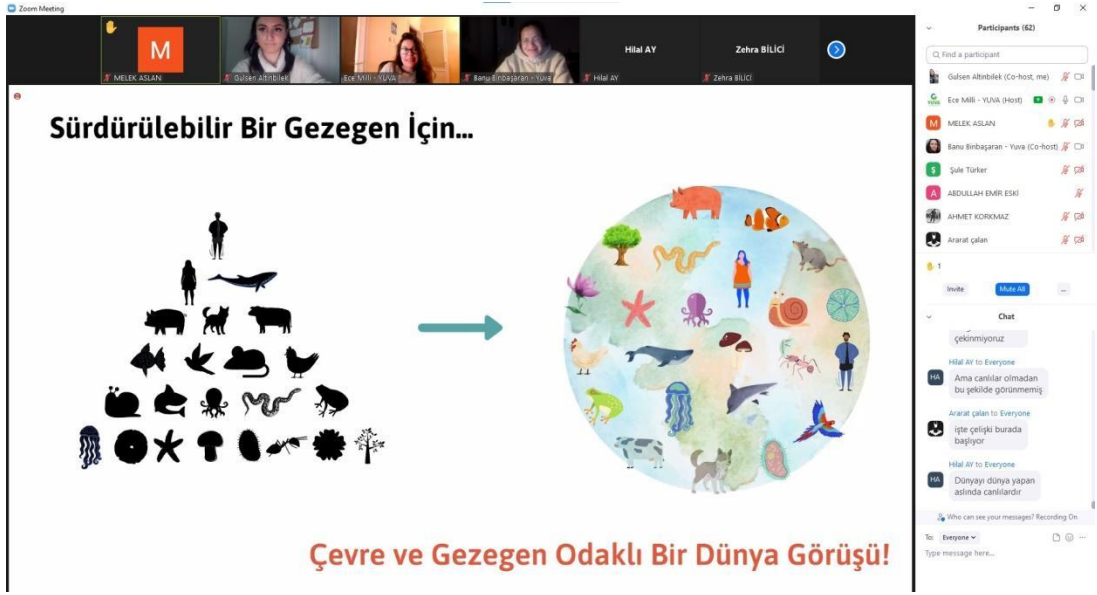 Zoom Meeting
Participants (62)
M
MELEK ASLAN
Gulsen Altinbilek
Ece Milli - YUVA
Banu Binbaşaran - Yuva
Hilal AY
Hilal AY
Zehra BİLİCİ
Zehra BİLİCİ
Sürdürülebilir Bir Gezegen İçin...
Çevre ve Gezegen Odaklı Bir Dünya Görüşü!
Find a participant
Gulsen Altinbilek (Co-host, me)
Ece Milli - YUVA (Host)
M MELEK ASLAN
Banu Binbaşaran - Yuva (Co-host)
Ş Şule Türker
A ABDULLAH EMİR ESKİ
AHMET KORKMAZ
Ararat çalan
1
Invite
Mute All
...
Chat
çekinmiyoruz
Hilal AY to Everyone
HA
Ama canlılar olmadan
bu şekilde görünmemiş
Ararat çalan to Everyone
işte çelişki burada
başlıyor
Hilal AY to Everyone
HA
Dünyayı dünya yapan
aslında canlılardır
Who can see your messages? Recording On
To: Everyone
Type message here...